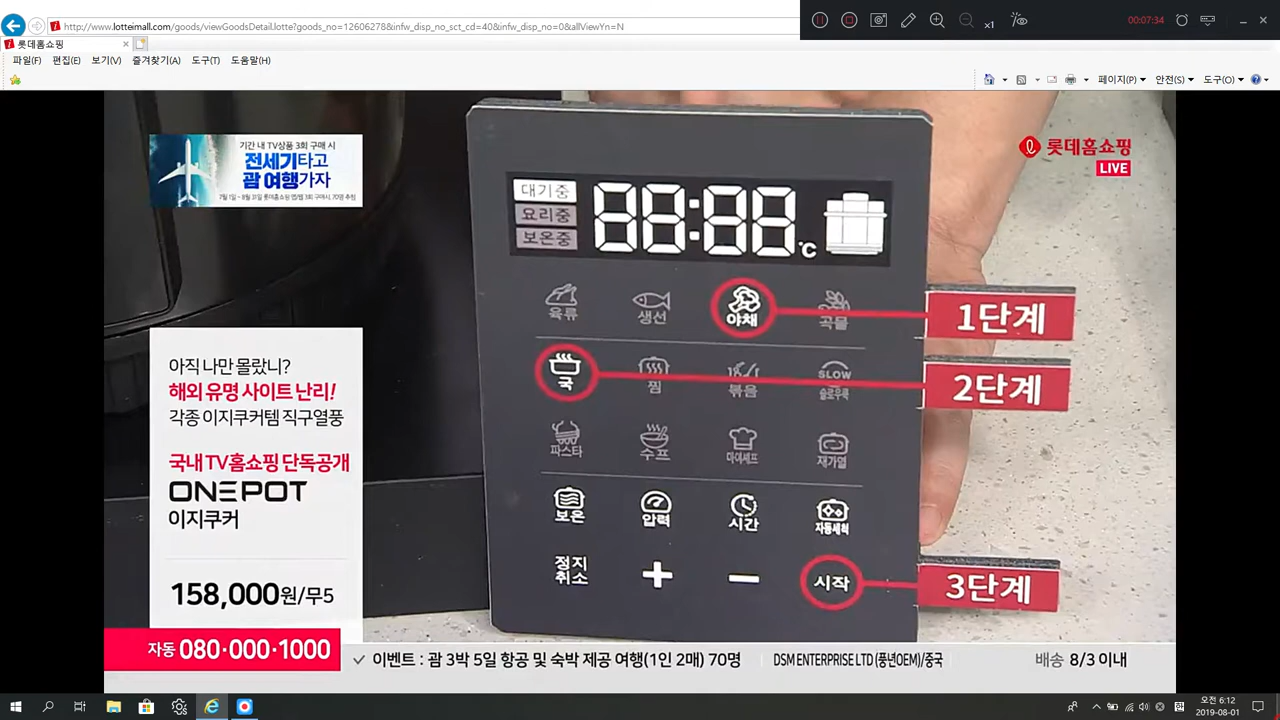 http://www.lotteimall.com/goods/viewGoodsDetail.lotte?goods_no=12606278&infw_disp_no_sct_cd=40&infw_disp_no=0&allViewYn=N
x1
00:07:34
롯데홈쇼핑
파일(F) 편집(E) 보기(V) 즐겨찾기(A) 도구(T) 도움말(H)
페이지(P) 안전(S) 도구(O)
기간 내 TV상품 3회 구매 시
전세기타고
괌 여행가자
롯데홈쇼핑
LIVE
대기중
요리중
보온중
88:88 ℃
육류 생선 야채 곡물
1단계
국 찜 볶음 SLOW
슬로우쿡
2단계
파스타 수프 마이셰프 재가열
보온 압력 시간 자동세척
정지
취소
+ − 시작
3단계
아직 나만 몰랐니?
해외 유명 사이트 난리!
각종 이지쿠커템 직구열풍
국내 TV홈쇼핑 단독공개
ONEPOT
이지쿠커
158,000원/무5
자동 080·000·1000
이벤트 : 괌 3박 5일 항공 및 숙박 제공 여행(1인 2매) 70명
DSM ENTERPRISE LTD (풍년OEM)/중국
배송 8/3 이내
오전 6:12
2019-08-01